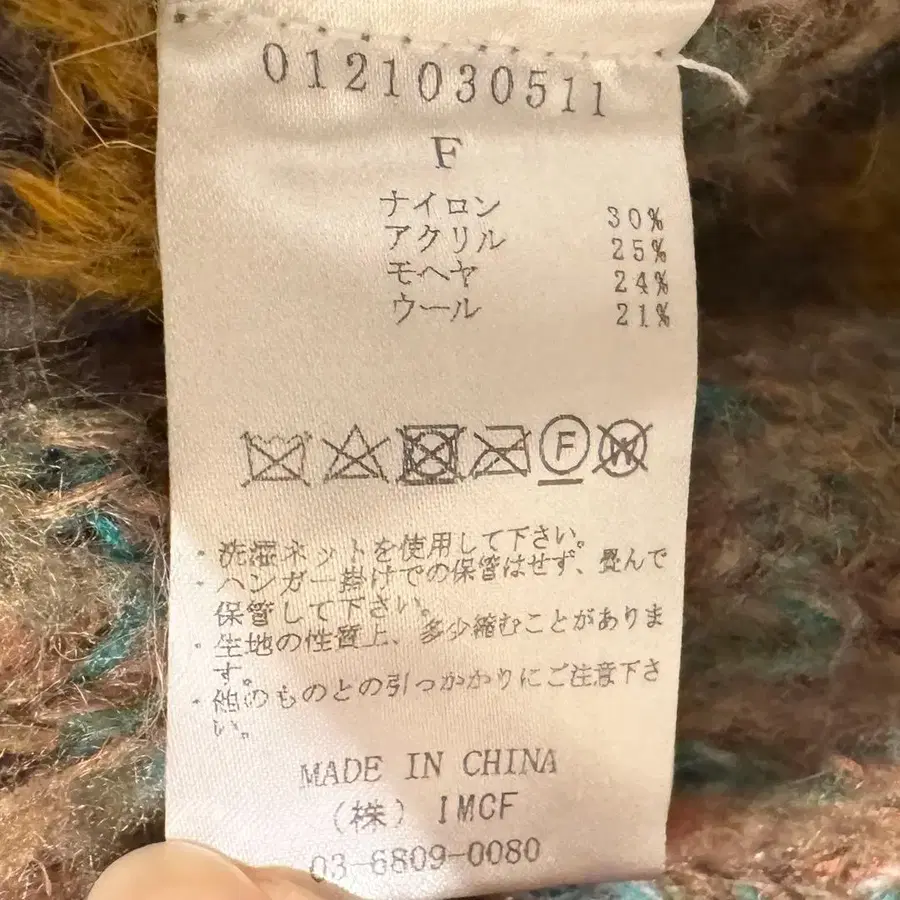 0121030511
F
ナイロン 30%
アクリル 25%
モヘヤ 24%
ウール 21%
F W
・洗湿ネットを使用して下さい。
・ハンガー掛けでの保管はせず、畳んで
保管して下さい。
・生地の性質上、多少縮むことがありま
す。
・他のものとの引っかかりにご注意下さ
い。
MADE IN CHINA
(株) IMCF
03-6809-0080